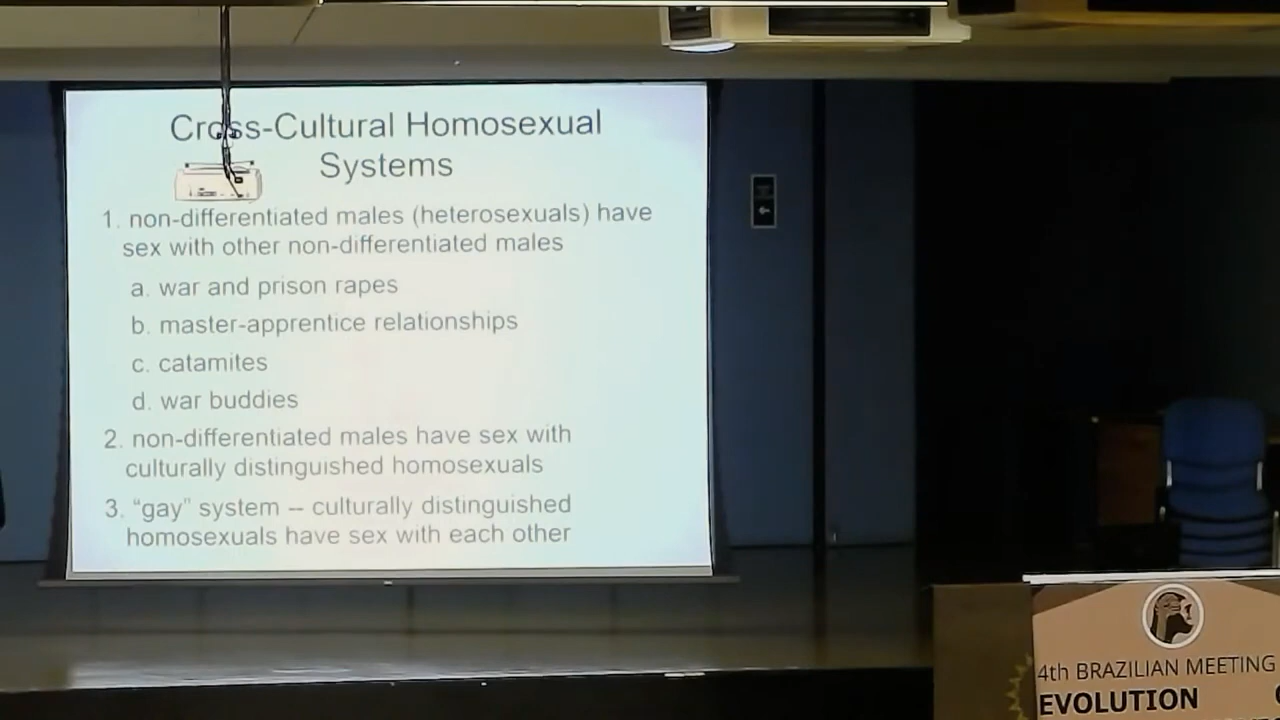 Cross-Cultural Homosexual
Systems
1. non-differentiated males (heterosexuals) have
sex with other non-differentiated males
a. war and prison rapes
b. master-apprentice relationships
c. catamites
d. war buddies
2. non-differentiated males have sex with
culturally distinguished homosexuals
3. “gay” system – culturally distinguished
homosexuals have sex with each other
4th BRAZILIAN MEETING
EVOLUTION